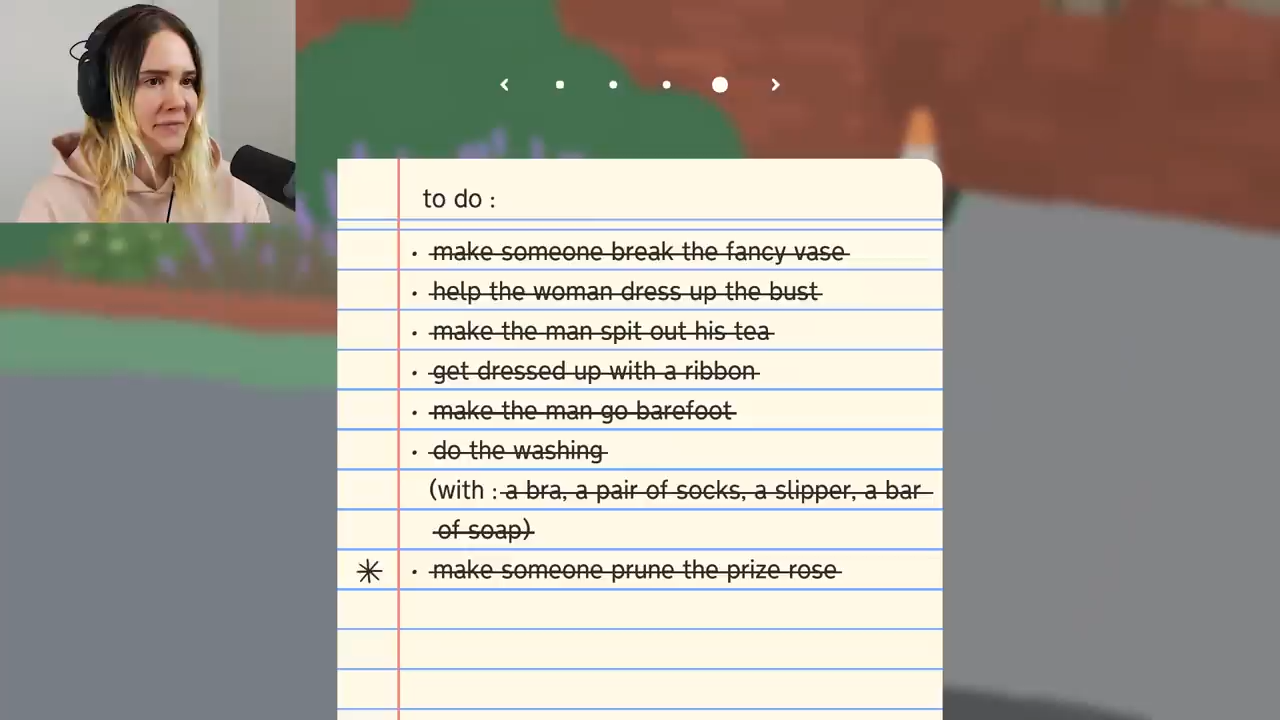 to do :
• make someone break the fancy vase
• help the woman dress up the bust
• make the man spit out his tea
• get dressed up with a ribbon
• make the man go barefoot
• do the washing
(with : a bra, a pair of socks, a slipper, a bar
of soap)
• make someone prune the prize rose